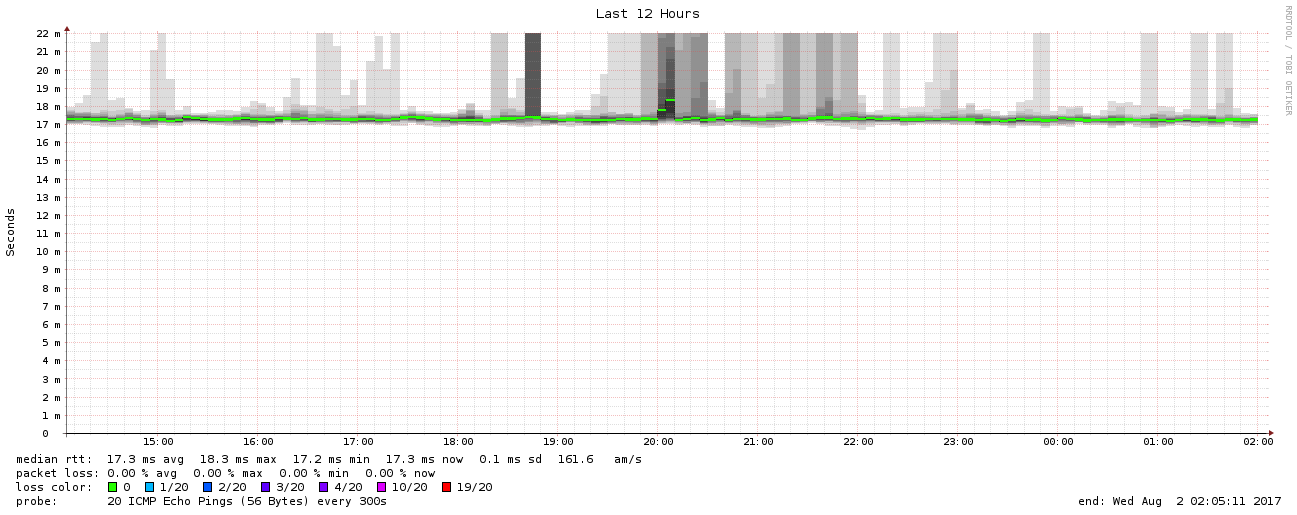 Last 12 Hours
RRDTOOL / TOBI OETIKER
Seconds
22 m
21 m
20 m
19 m
18 m
17 m
16 m
15 m
14 m
13 m
12 m
11 m
10 m
9 m
8 m
7 m
6 m
5 m
4 m
3 m
2 m
1 m
0
15:00 16:00 17:00 18:00 19:00 20:00 21:00 22:00 23:00 00:00 01:00 02:00
median rtt: 17.3 ms avg 18.3 ms max 17.2 ms min 17.3 ms now 0.1 ms sd 161.6 am/s
packet loss: 0.00 % avg 0.00 % max 0.00 % min 0.00 % now
loss color: 0 1/20 2/20 3/20 4/20 10/20 19/20
probe: 20 ICMP Echo Pings (56 Bytes) every 300s
end: Wed Aug 2 02:05:11 2017